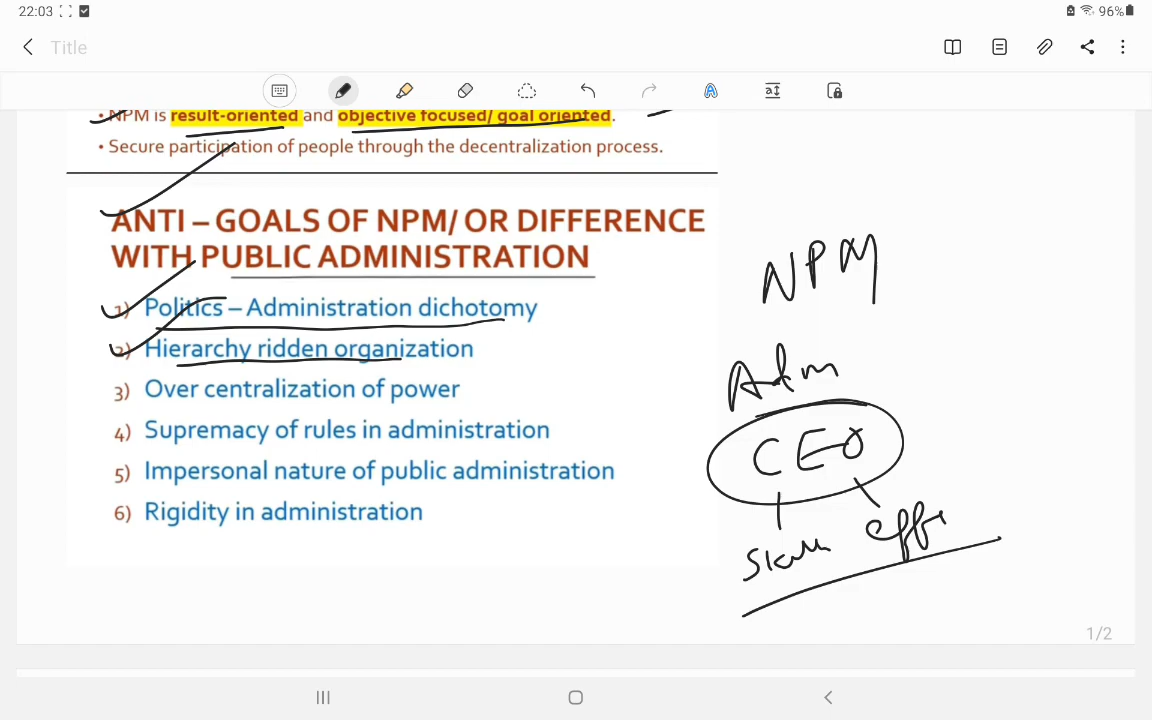 22:03
96%
Title
• NPM is result-oriented and objective focused/ goal oriented.
• Secure participation of people through the decentralization process.
ANTI – GOALS OF NPM/ OR DIFFERENCE
WITH PUBLIC ADMINISTRATION
1) Politics – Administration dichotomy
2) Hierarchy ridden organization
3) Over centralization of power
4) Supremacy of rules in administration
5) Impersonal nature of public administration
6) Rigidity in administration
NPM
Adm
CEO
1/2